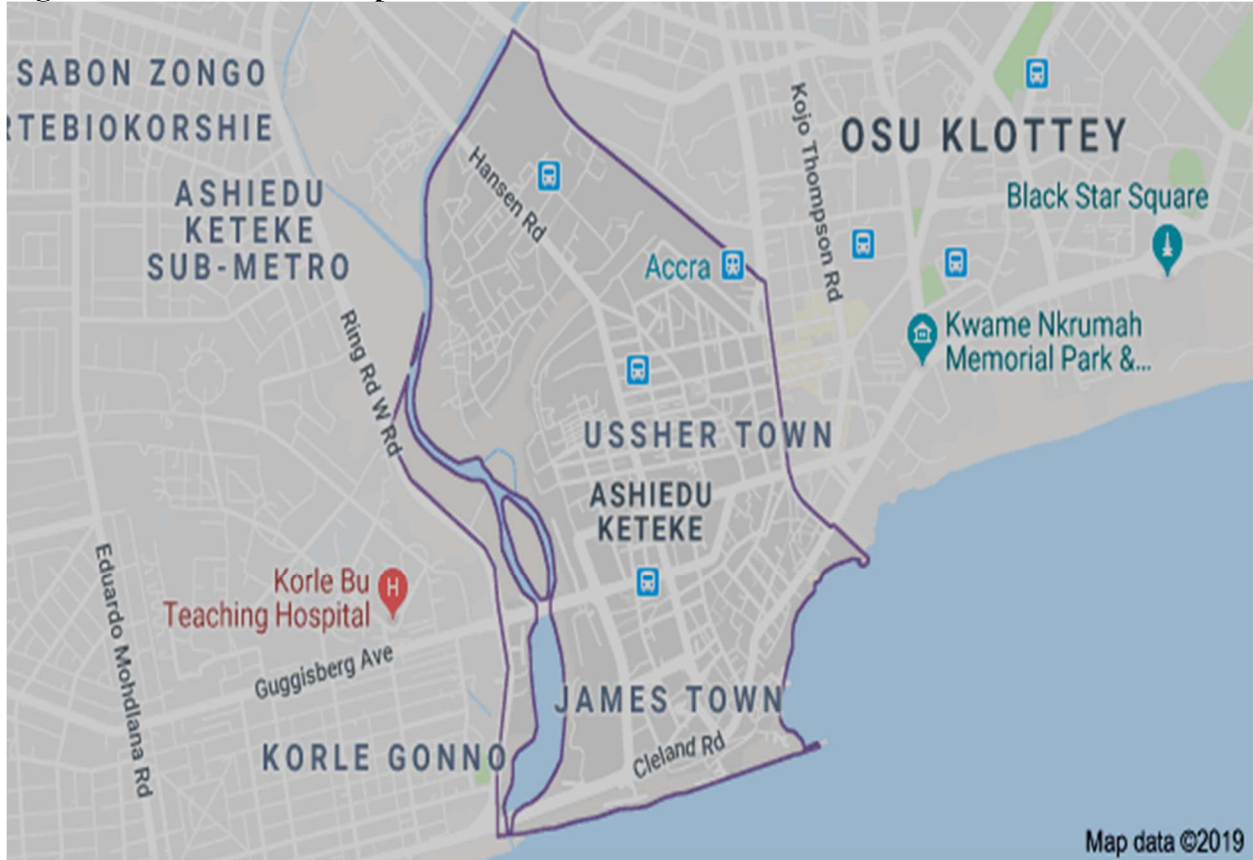 SABON ZONGO
RTEBIOKORSHIE
ASHIEDU
KETEKE
SUB-METRO
Hansen Rd
Kojo Thompson Rd
OSU KLOTTEY
Black Star Square
Accra
Kwame Nkrumah
Memorial Park &...
Ring Rd W Rd
USSHER TOWN
ASHIEDU
KETEKE
Eduardo Mohdlana Rd
Korle Bu
Teaching Hospital
H
Guggisberg Ave
JAMES TOWN
KORLE GONNO
Cleland Rd
Map data ©2019